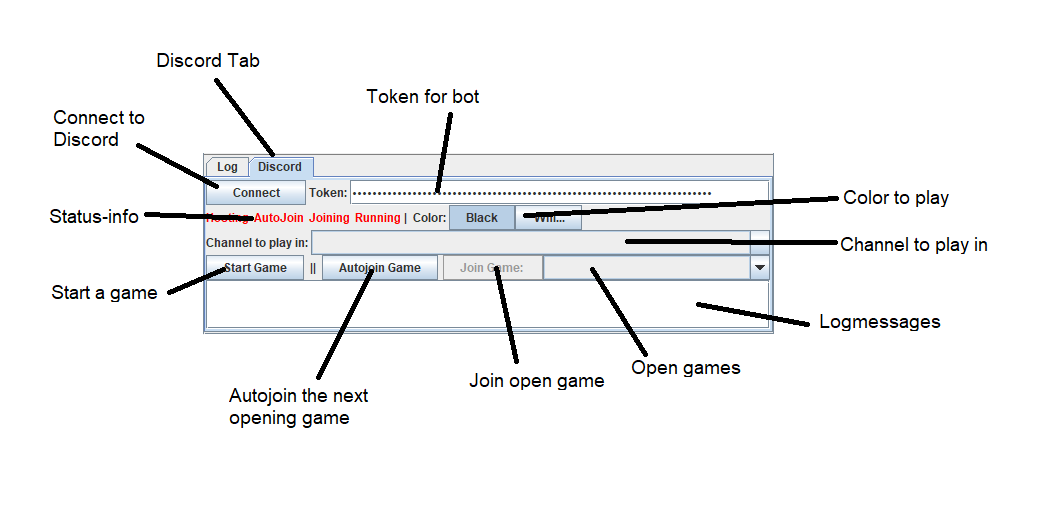 Discord Tab
Token for bot
Connect to
Discord
Log Discord
Connect Token:
Color to play
Status-info
Hosting AutoJoin Joining Running | Color: Black Whi...
Channel to play in:
Channel to play in
Start Game || Autojoin Game Join Game:
Start a game
Logmessages
Open games
Join open game
Autojoin the next
opening game